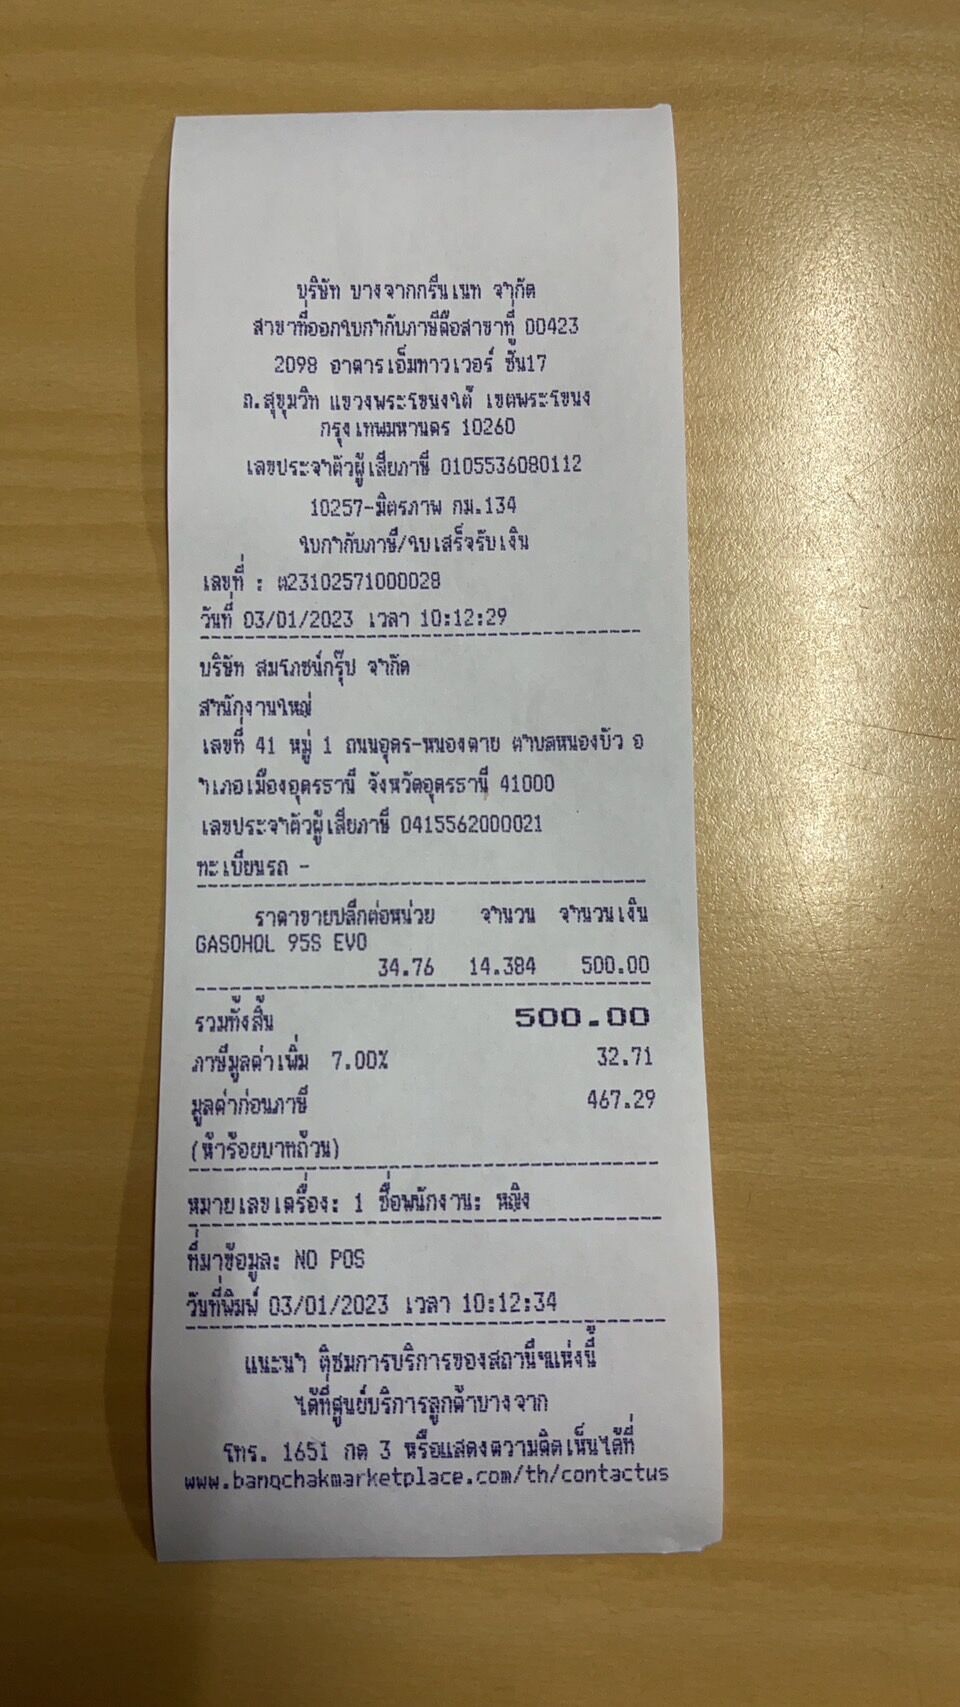 บริษัท บางจากกรีนเนท จำกัด
สาขาที่ออกใบกำกับภาษีคือสาขาที่ 00423
2098 อาคารเอ็มทาวเวอร์ ชั้น17
ถ.สุขุมวิท แขวงพระโขนงใต้ เขตพระโขนง
กรุงเทพมหานคร 10260
เลขประจำตัวผู้เสียภาษี 0105536080112
10257-มิตรภาพ กม.134
ใบกำกับภาษี/ใบเสร็จรับเงิน
เลขที่ : ต23102571000028
วันที่ 03/01/2023 เวลา 10:12:29
บริษัท สมโภชน์กรุ๊ป จำกัด
สำนักงานใหญ่
เลขที่ 41 หมู่ 1 ถนนอุดร-หนองคาย ตำบลหนองบัว อ
ำเภอเมืองอุดรธานี จังหวัดอุดรธานี 41000
เลขประจำตัวผู้เสียภาษี 0415562000021
ทะเบียนรถ -
ราคาขายปลีกต่อหน่วย จำนวน จำนวนเงิน
GASOHOL 95S EVO
34.76 14.384 500.00
รวมทั้งสิ้น 500.00
ภาษีมูลค่าเพิ่ม 7.00% 32.71
มูลค่าก่อนภาษี 467.29
(ห้าร้อยบาทถ้วน)
หมายเลขเครื่อง: 1 ชื่อพนักงาน: หญิง
ที่มาข้อมูล: NO POS
วันที่พิมพ์ 03/01/2023 เวลา 10:12:34
แนะนำ ติชมการบริการของสถานีฯแห่งนี้
ได้ที่ศูนย์บริการลูกค้าบางจาก
โทร. 1651 กด 3 หรือแสดงความคิดเห็นได้ที่
www.bangchakmarketplace.com/th/contactus